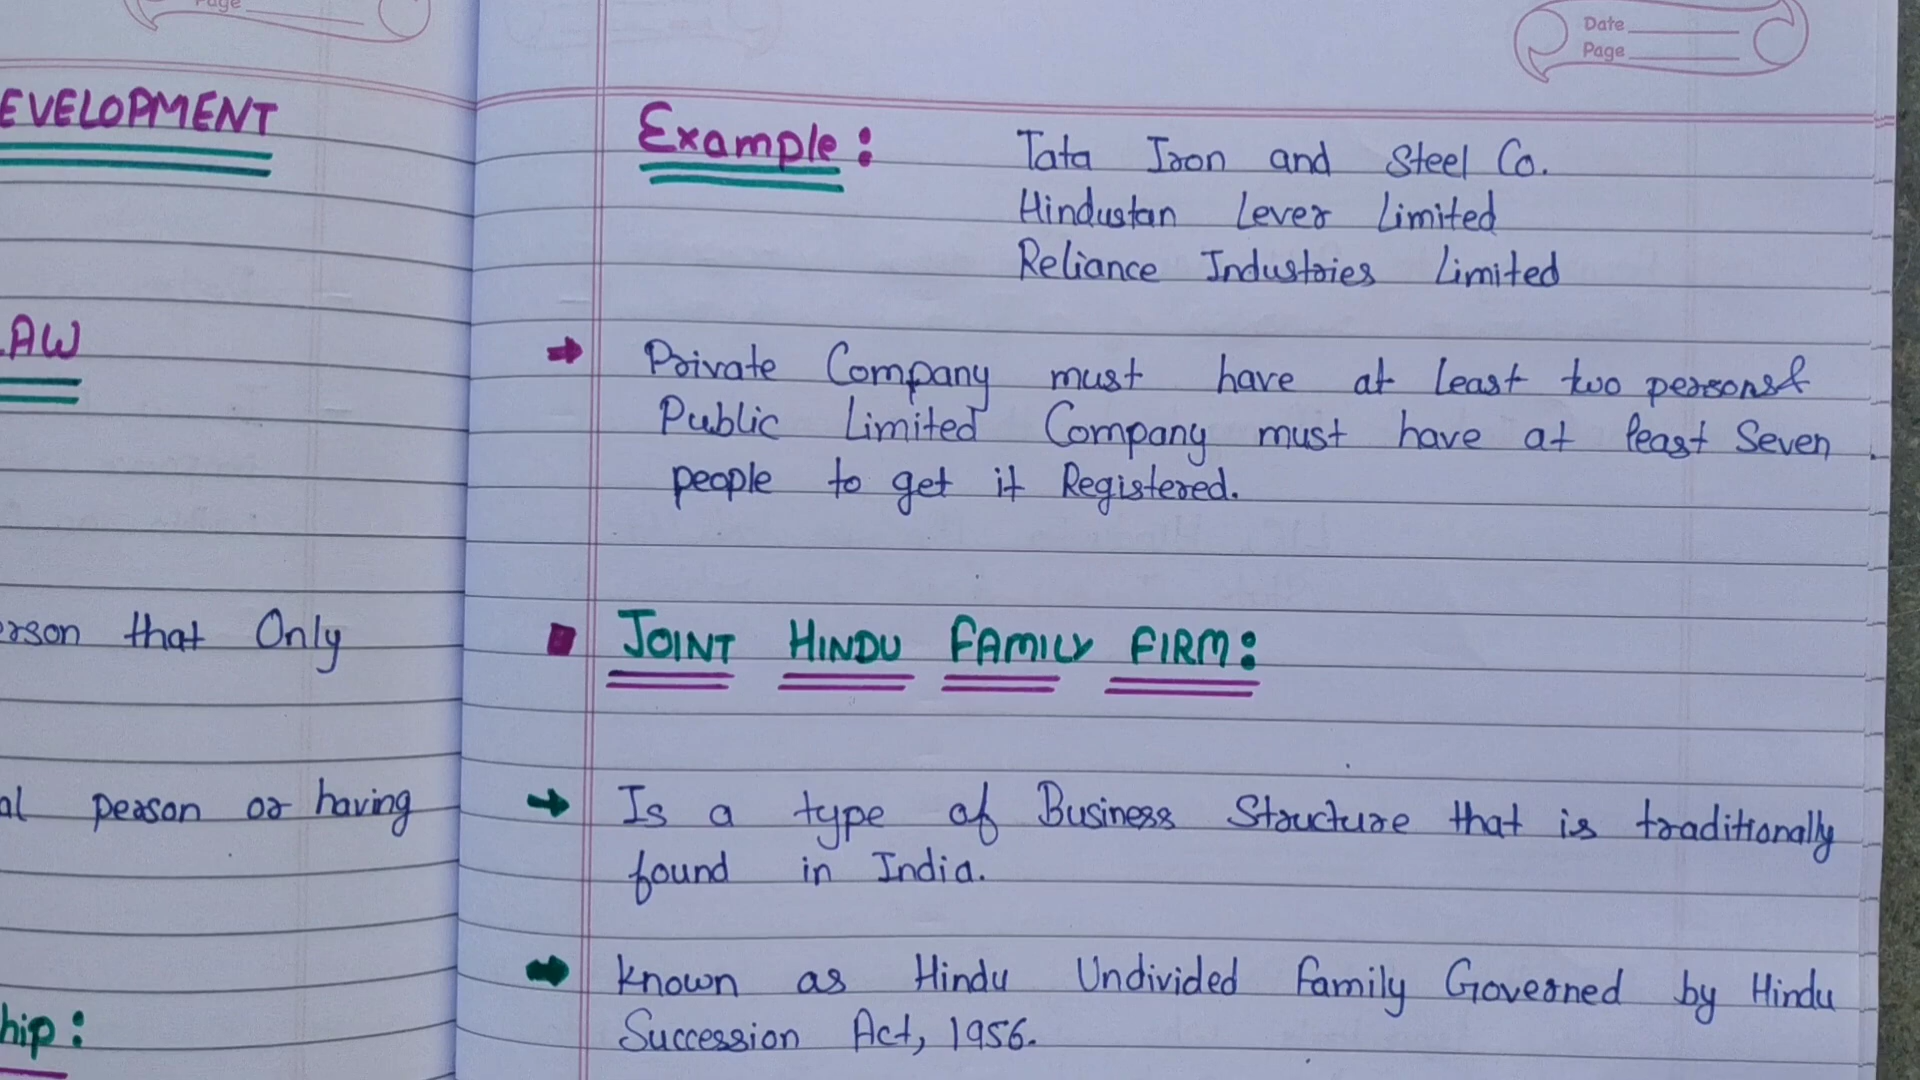 Page
EVELOPMENT
AW
erson that Only
al person or having
hip:
Date
Page
Example: Tata Iron and Steel Co.
Hindustan Lever Limited
Reliance Industries Limited
→ Private Company must have at least two persons &
Public Limited Company must have at least Seven
people to get it Registered.
JOINT HINDU FAMILY FIRM:
→ Is a type of Business Structure that is traditionally
found in India.
→ Known as Hindu Undivided Family Governed by Hindu
Succession Act, 1956.